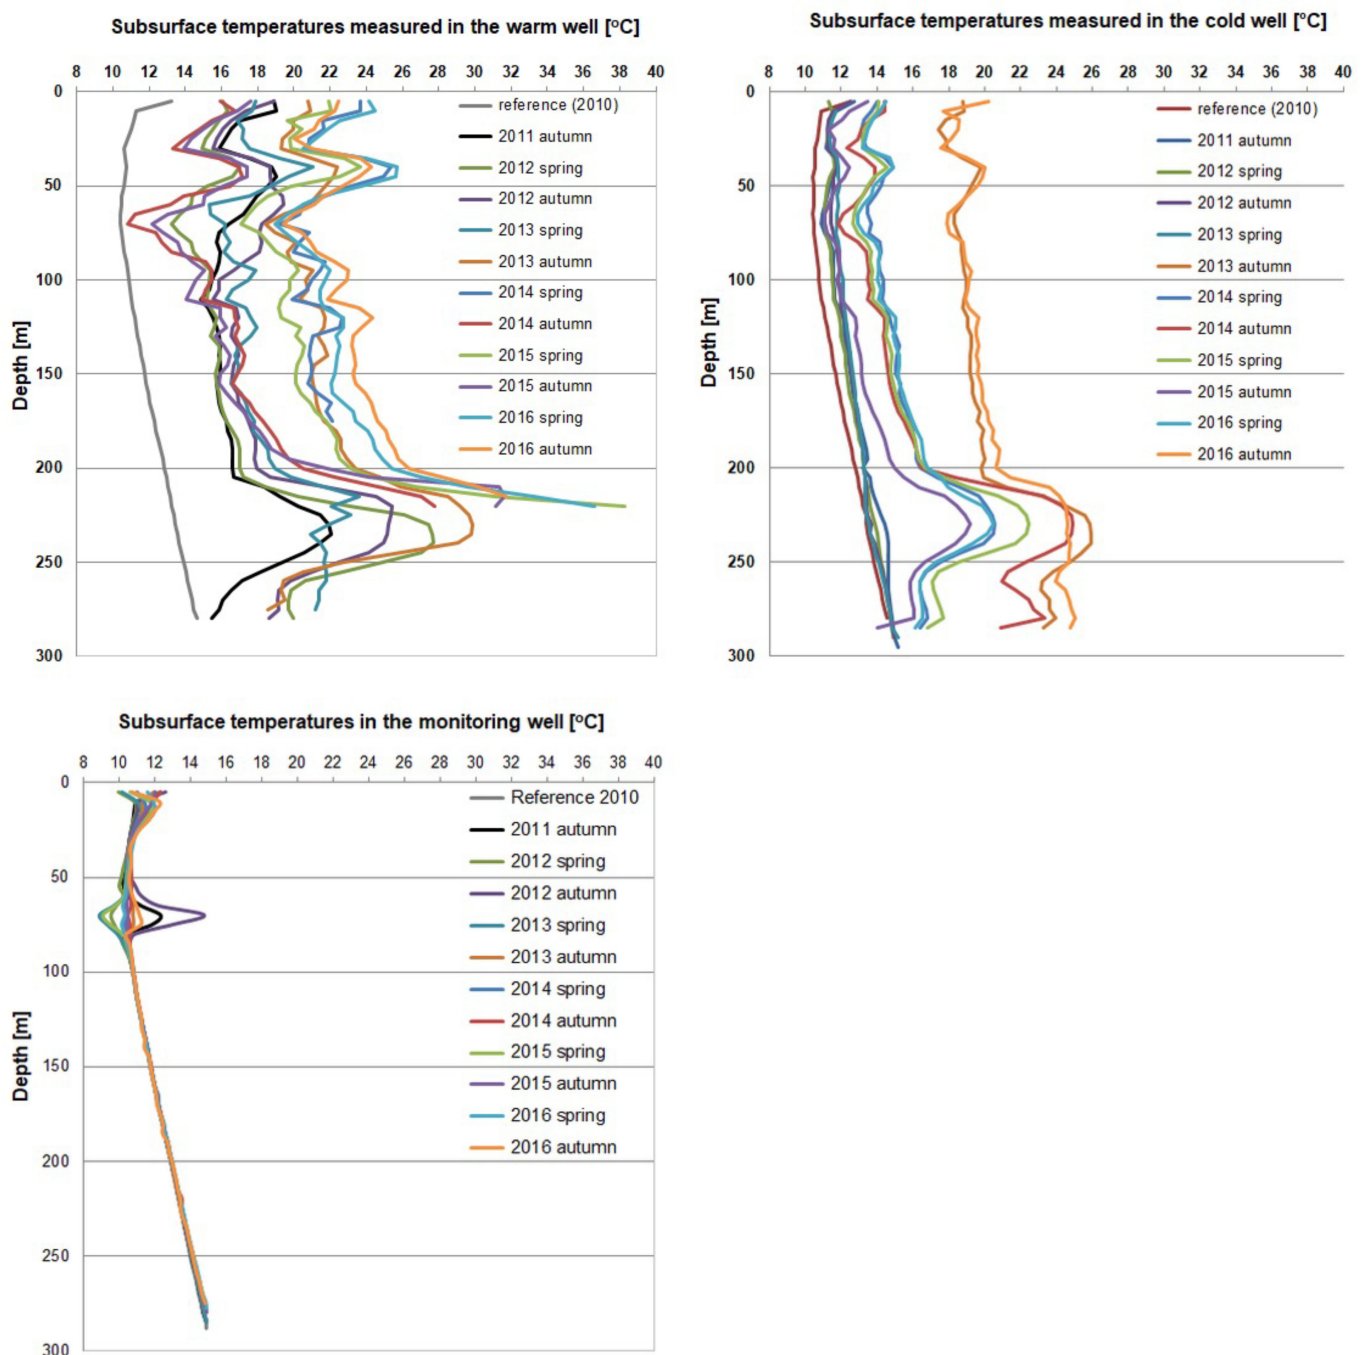 Subsurface temperatures measured in the warm well [°C]
8 10 12 14 16 18 20 22 24 26 28 30 32 34 36 38 40
0
50
100
150
200
250
300
Depth [m]
reference (2010)
2011 autumn
2012 spring
2012 autumn
2013 spring
2013 autumn
2014 spring
2014 autumn
2015 spring
2015 autumn
2016 spring
2016 autumn
Subsurface temperatures measured in the cold well [°C]
8 10 12 14 16 18 20 22 24 26 28 30 32 34 36 38 40
0
50
100
150
200
250
300
Depth [m]
reference (2010)
2011 autumn
2012 spring
2012 autumn
2013 spring
2013 autumn
2014 spring
2014 autumn
2015 spring
2015 autumn
2016 spring
2016 autumn
Subsurface temperatures in the monitoring well [°C]
8 10 12 14 16 18 20 22 24 26 28 30 32 34 36 38 40
0
50
100
150
200
250
300
Depth [m]
Reference 2010
2011 autumn
2012 spring
2012 autumn
2013 spring
2013 autumn
2014 spring
2014 autumn
2015 spring
2015 autumn
2016 spring
2016 autumn